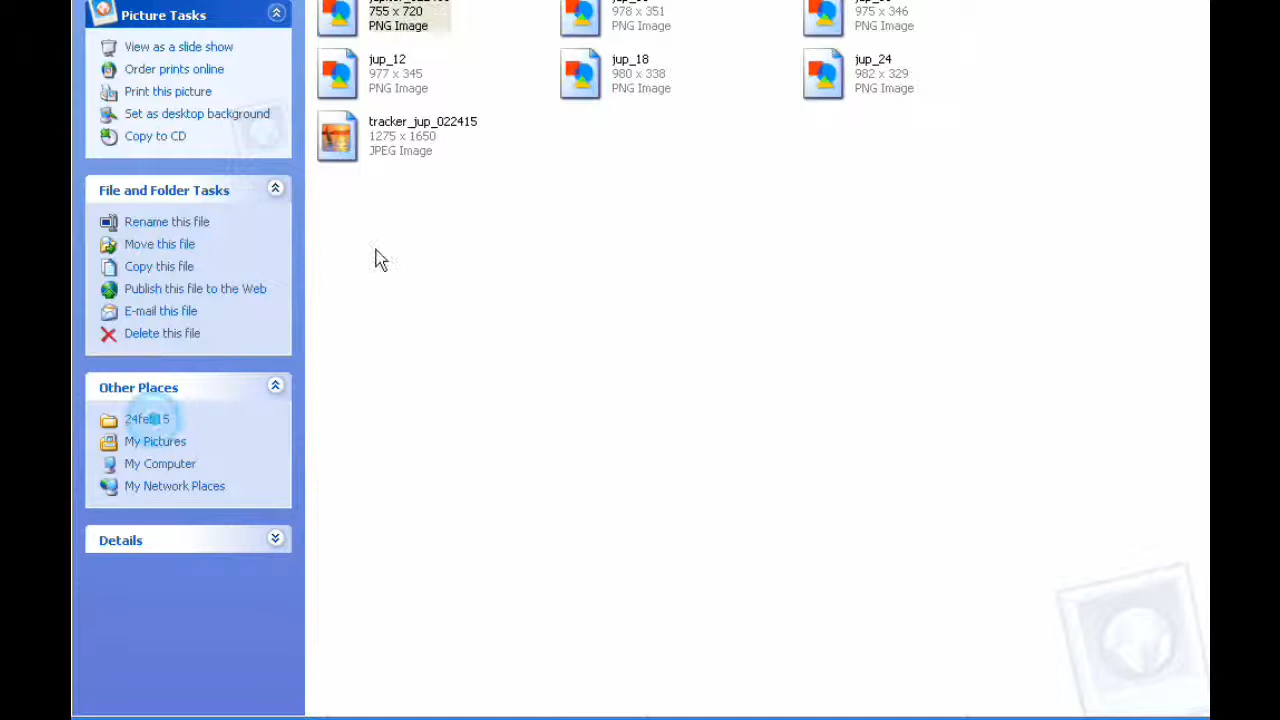 Picture Tasks
View as a slide show
Order prints online
Print this picture
Set as desktop background
Copy to CD
File and Folder Tasks
Rename this file
Move this file
Copy this file
Publish this file to the Web
E-mail this file
Delete this file
Other Places
24feb15
My Pictures
My Computer
My Network Places
Details
755 x 720
PNG Image
978 x 351
PNG Image
975 x 346
PNG Image
jup_12
977 x 345
PNG Image
jup_18
980 x 338
PNG Image
jup_24
982 x 329
PNG Image
tracker_jup_022415
1275 x 1650
JPEG Image